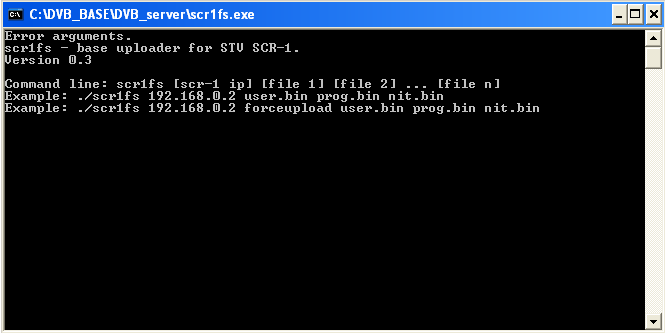 C:\DVB_BASE\DVB_server\scr1fs.exe
Error arguments.
scr1fs - base uploader for STV SCR-1.
Version 0.3
Command line: scr1fs [scr-1 ip] [file 1] [file 2] ... [file n]
Example: ./scr1fs 192.168.0.2 user.bin prog.bin nit.bin
Example: ./scr1fs 192.168.0.2 forceupload user.bin prog.bin nit.bin